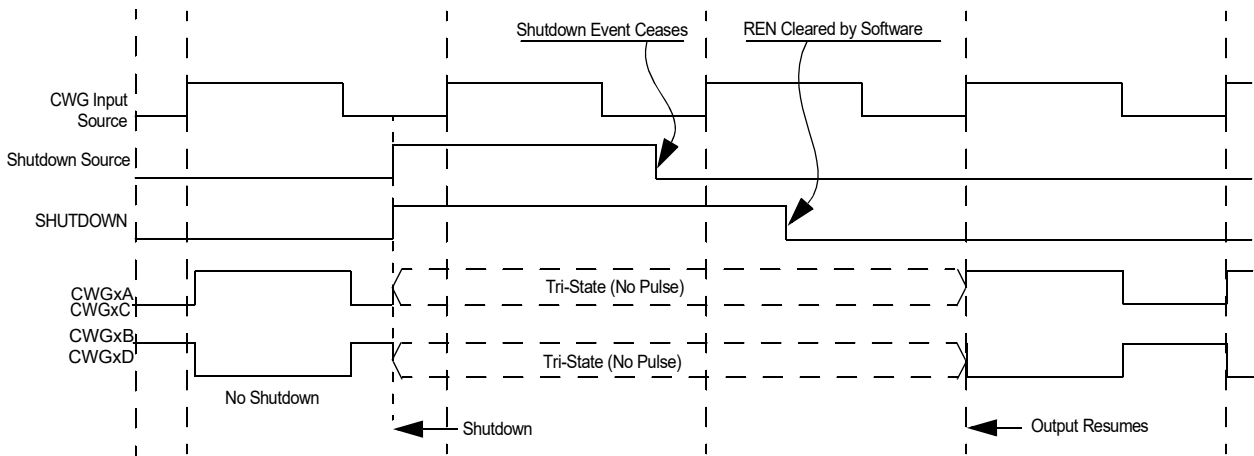 Shutdown Event Ceases
REN Cleared by Software
CWG Input
Source
Shutdown Source
SHUTDOWN
CWGxA
CWGxC
Tri-State (No Pulse)
CWGxB
CWGxD
Tri-State (No Pulse)
No Shutdown
Shutdown
Output Resumes